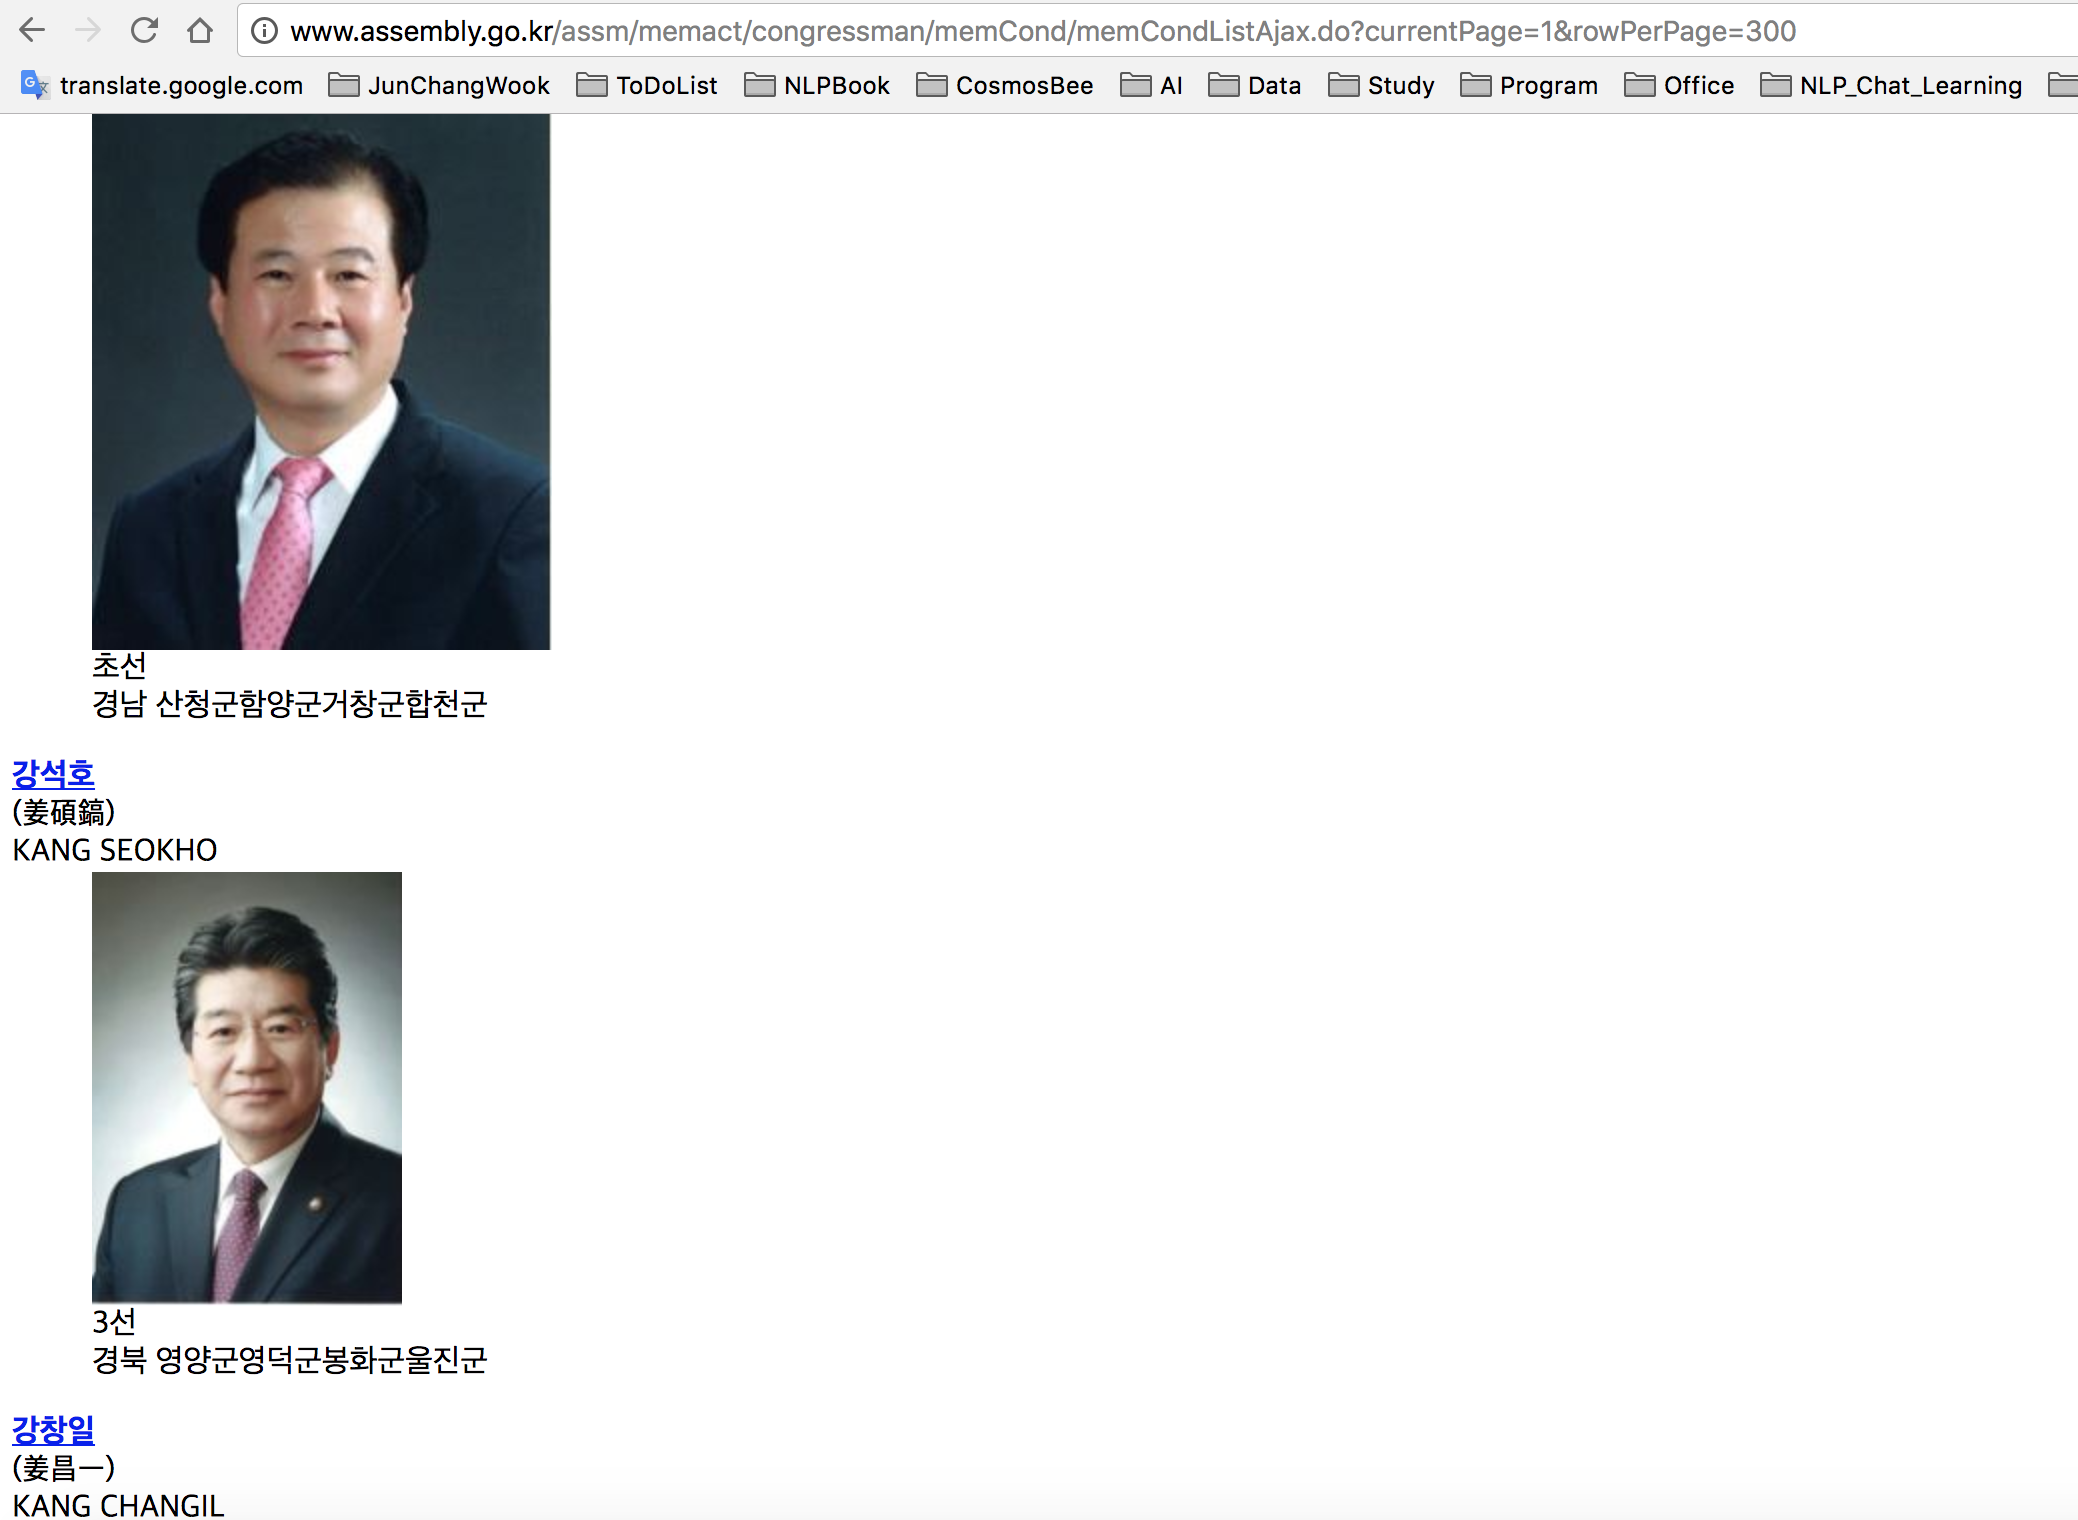 www.assembly.go.kr/assm/memact/congressman/memCond/memCondListAjax.do?currentPage=1&rowPerPage=300
translate.google.com JunChangWook ToDoList NLPBook CosmosBee AI Data Study Program Office NLP_Chat_Learning
초선
경남 산청군함양군거창군합천군
강석호
(姜碩鎬)
KANG SEOKHO
3선
경북 영양군영덕군봉화군울진군
강창일
(姜昌一)
KANG CHANGIL